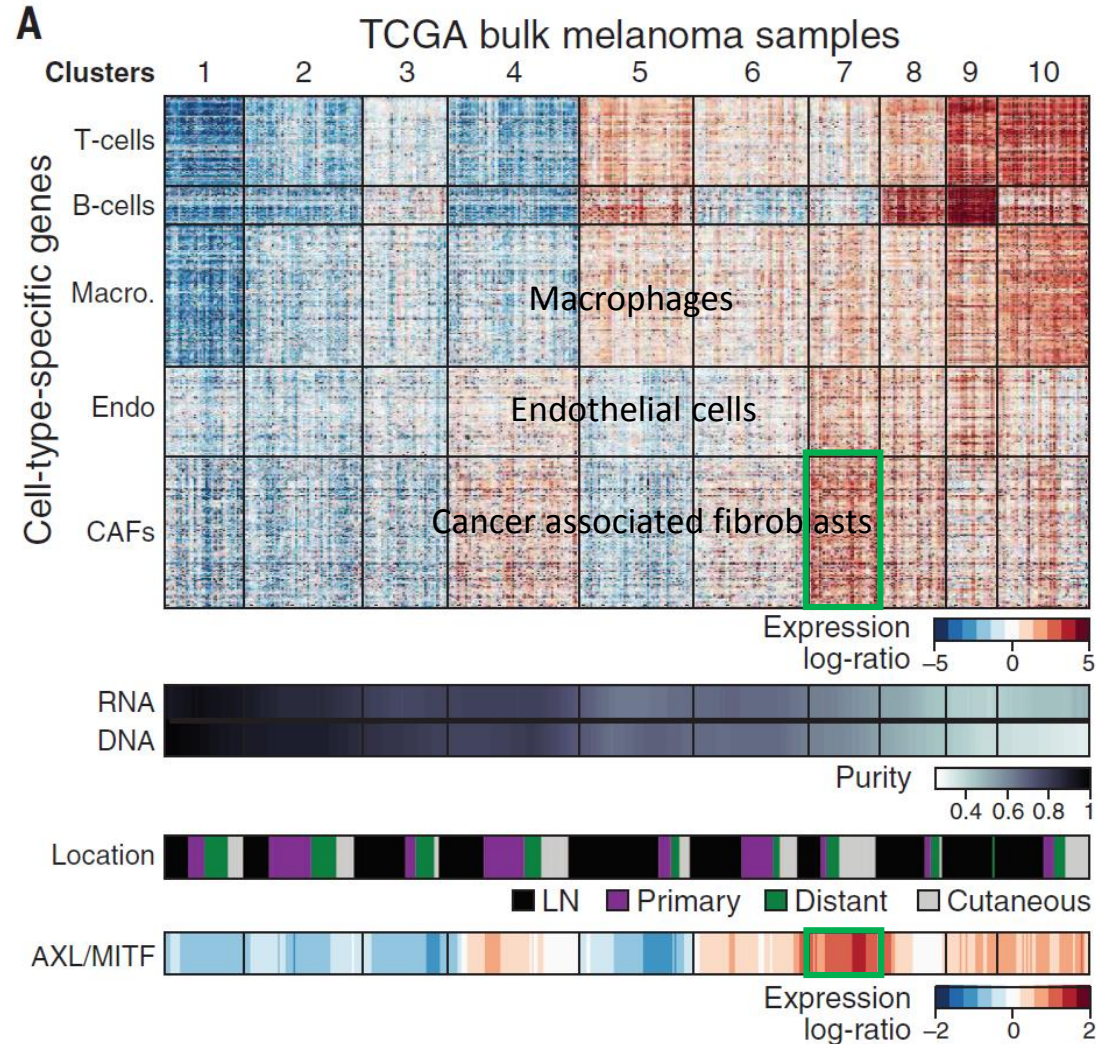 A
TCGA bulk melanoma samples
Clusters 1 2 3 4 5 6 7 8 9 10
Cell-type-specific genes
T-cells
B-cells
Macro.
Macrophages
Endo
Endothelial cells
CAFs
Cancer associated fibroblasts
Expression
log-ratio −5 0 5
RNA
DNA
Purity
0.4 0.6 0.8 1
Location
LN Primary Distant Cutaneous
AXL/MITF
Expression
log-ratio −2 0 2